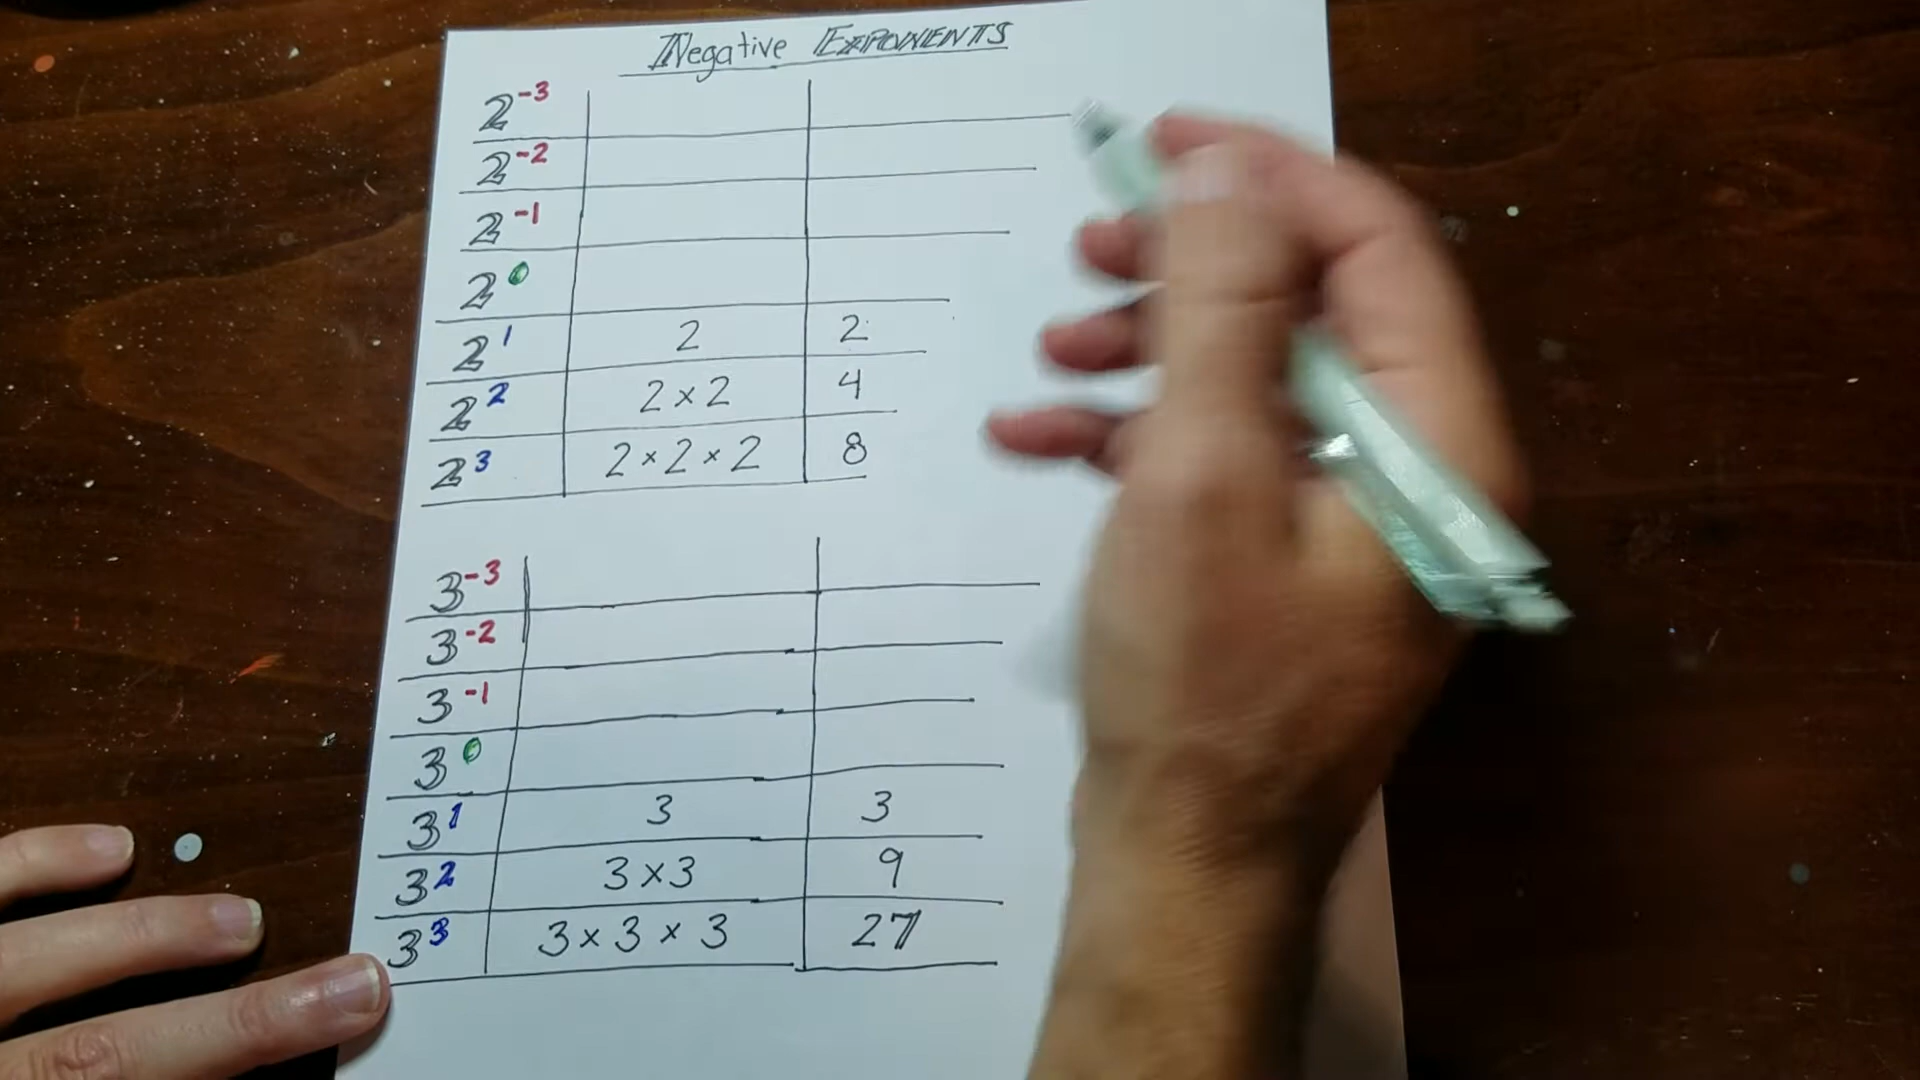 Negative EXPONENTS
2⁻³
2⁻²
2⁻¹
2⁰
2¹ 2 2
2² 2 × 2 4
2³ 2 × 2 × 2 8
3⁻³
3⁻²
3⁻¹
3⁰
3¹ 3 3
3² 3 × 3 9
3³ 3 × 3 × 3 27